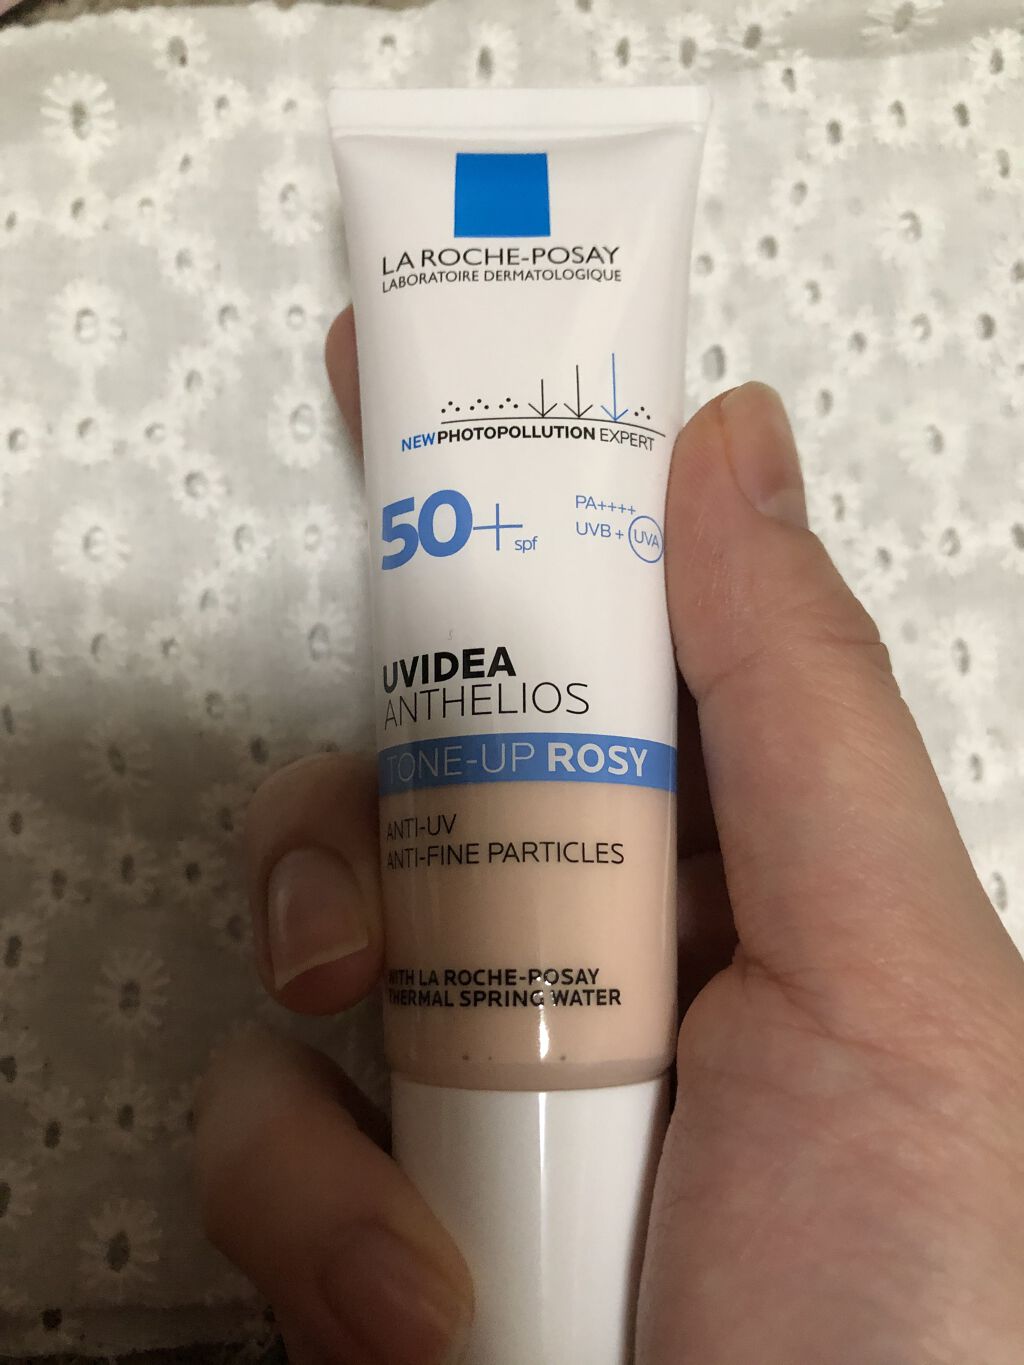 LA ROCHE-POSAY
LABORATOIRE DERMATOLOGIQUE
NEW PHOTOPOLLUTION EXPERT
50+ spf
PA++++
UVB + UVA
UVIDEA
ANTHELIOS
TONE-UP ROSY
ANTI-UV
ANTI-FINE PARTICLES
WITH LA ROCHE-POSAY
THERMAL SPRING WATER